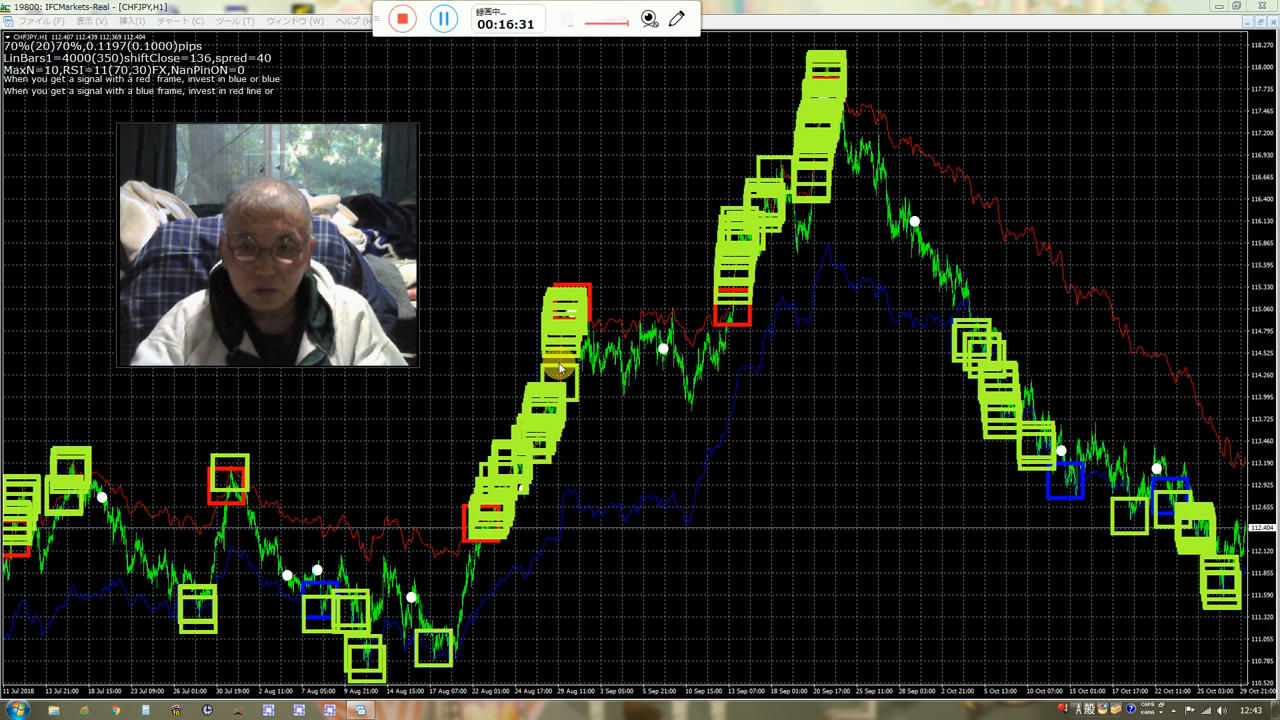 19800: IFCMarkets-Real - [CHFJPY,H1]
ファイル (F) 表示 (V) 挿入(I) チャート (C) ツール (T) ウィンドウ (W) ヘルプ (H)
録画中...
00:16:31
CHFJPY,H1 112.407 112.439 112.369 112.404
70%(20)70%,0.1197(0.1000)pips
LinBars1=4000(350)shiftClose=136,spred=40
MaxN=10,RSI=11(70,30)FX,NanPinON=0
When you get a signal with a red frame, invest in blue or blue
When you get a signal with a blue frame, invest in red line or
118.270
118.000
117.735
117.465
117.200
116.930
116.665
116.400
116.130
115.865
115.595
115.330
115.060
114.795
114.525
114.260
113.995
113.725
113.460
113.190
112.925
112.655
112.404
112.120
111.855
111.590
111.320
111.055
110.785
110.520
11 Jul 2018 13 Jul 21:00 18 Jul 15:00 23 Jul 09:00 26 Jul 01:00 30 Jul 19:00 2 Aug 11:00 7 Aug 05:00 9 Aug 21:00 14 Aug 15:00 17 Aug 07:00 22 Aug 01:00 24 Aug 19:00 29 Aug 11:00 3 Sep 05:00 5 Sep 21:00 10 Sep 15:00 13 Sep 07:00 18 Sep 01:00 20 Sep 17:00 25 Sep 11:00 28 Sep 03:00 2 Oct 21:00 5 Oct 13:00 10 Oct 07:00 15 Oct 01:00 17 Oct 17:00 22 Oct 11:00 25 Oct 03:00 29 Oct 21:00
A 般
CAPS
KANA
12:43